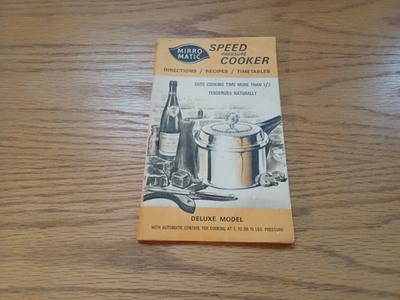 MIRRO
MATIC
SPEED
PRESSURE
COOKER
DIRECTIONS / RECIPES / TIMETABLES
CUTS COOKING TIME MORE THAN 1/3
TENDERIZES NATURALLY
DELUXE MODEL
WITH AUTOMATIC CONTROL FOR COOKING AT 5, 10 OR 15 LBS. PRESSURE